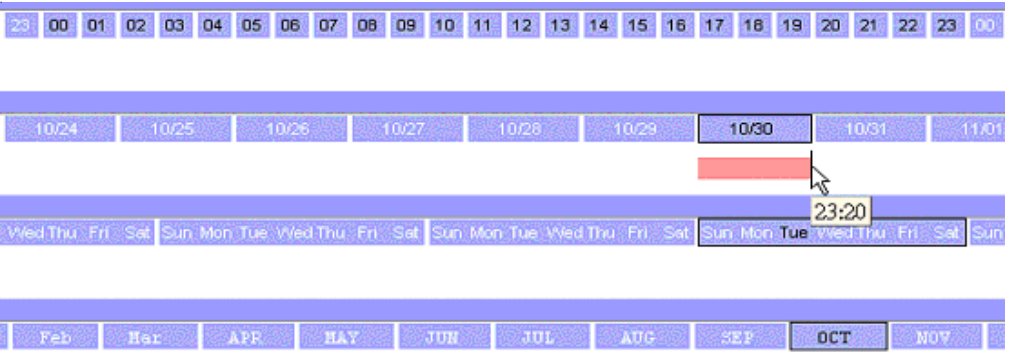 23 00 01 02 03 04 05 06 07 08 09 10 11 12 13 14 15 16 17 18 19 20 21 22 23 00
10/24 10/25 10/26 10/27 10/28 10/29 10/30 10/31 11/01
23:20
Wed Thu Fri Sat Sun Mon Tue Wed Thu Fri Sat Sun Mon Tue Wed Thu Fri Sat Sun Mon Tue Wed Thu Fri Sat Sun
Feb Mar APR MAY JUN JUL AUG SEP OCT NOV